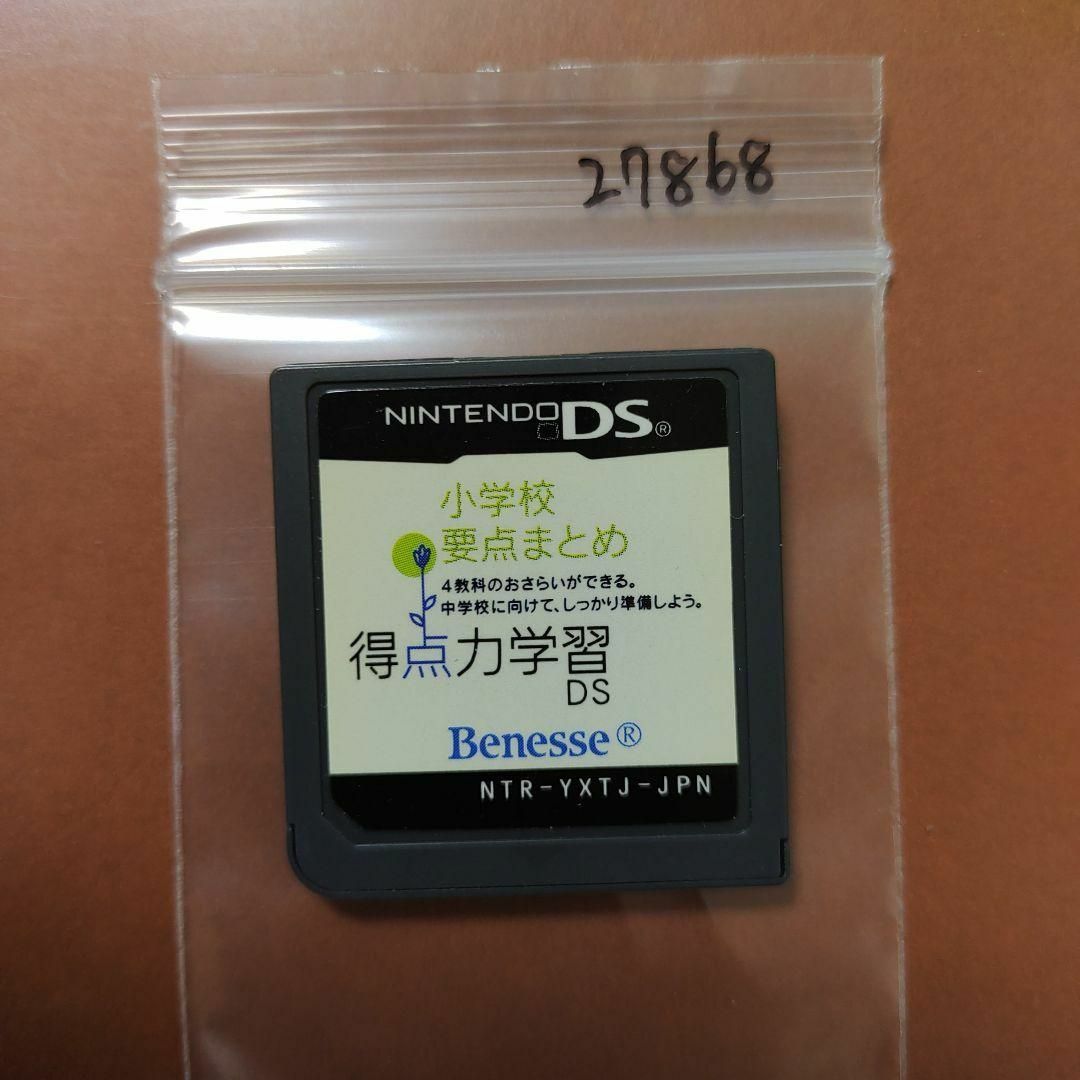 27868
NINTENDO DS®
小学校
要点まとめ
4教科のおさらいができる。
中学校に向けて、しっかり準備しよう。
得点力学習
DS
Benesse®
NTR-YXTJ-JPN